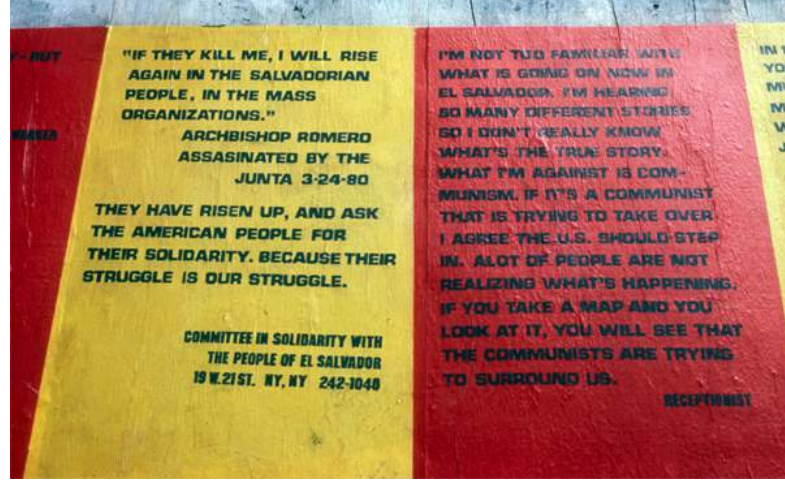 Y-BUT
"IF THEY KILL ME, I WILL RISE
AGAIN IN THE SALVADORIAN
PEOPLE, IN THE MASS
ORGANIZATIONS."
ARCHBISHOP ROMERO
ASSASINATED BY THE
JUNTA 3-24-80
THEY HAVE RISEN UP, AND ASK
THE AMERICAN PEOPLE FOR
THEIR SOLIDARITY. BECAUSE THEIR
STRUGGLE IS OUR STRUGGLE.
COMMITTEE IN SOLIDARITY WITH
THE PEOPLE OF EL SALVADOR
19 W. 21 ST. NY, NY 242-1040
I'M NOT TOO FAMILIAR WITH
WHAT IS GOING ON NOW IN
EL SALVADOR. I'M HEARING
SO MANY DIFFERENT STORIES
SO I DON'T REALLY KNOW
WHAT'S THE TRUE STORY.
WHAT I'M AGAINST IS COM-
MUNISM. IF IT'S A COMMUNIST
THAT IS TRYING TO TAKE OVER
I AGREE THE U.S. SHOULD STEP
IN. ALOT OF PEOPLE ARE NOT
REALIZING WHAT'S HAPPENING.
IF YOU TAKE A MAP AND YOU
LOOK AT IT, YOU WILL SEE THAT
THE COMMUNISTS ARE TRYING
TO SURROUND US.
RECEPTIONIST